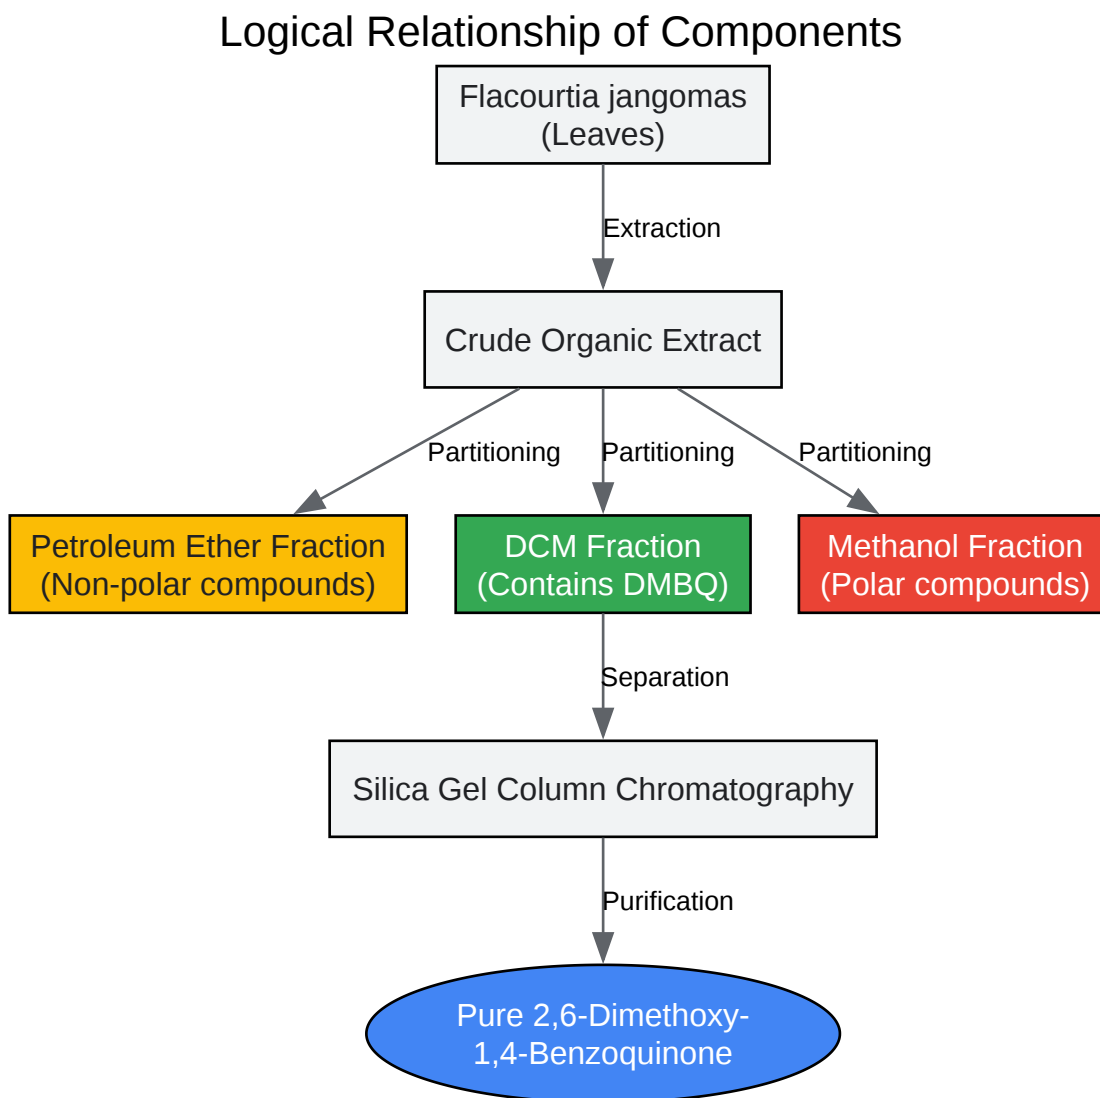 Logical Relationship of Components
Flacourtia jangomas
(Leaves)
Extraction
Crude Organic Extract
Partitioning
Partitioning
Partitioning
Petroleum Ether Fraction
(Non-polar compounds)
DCM Fraction
(Contains DMBQ)
Methanol Fraction
(Polar compounds)
Separation
Silica Gel Column Chromatography
Purification
Pure 2,6-Dimethoxy-
1,4-Benzoquinone